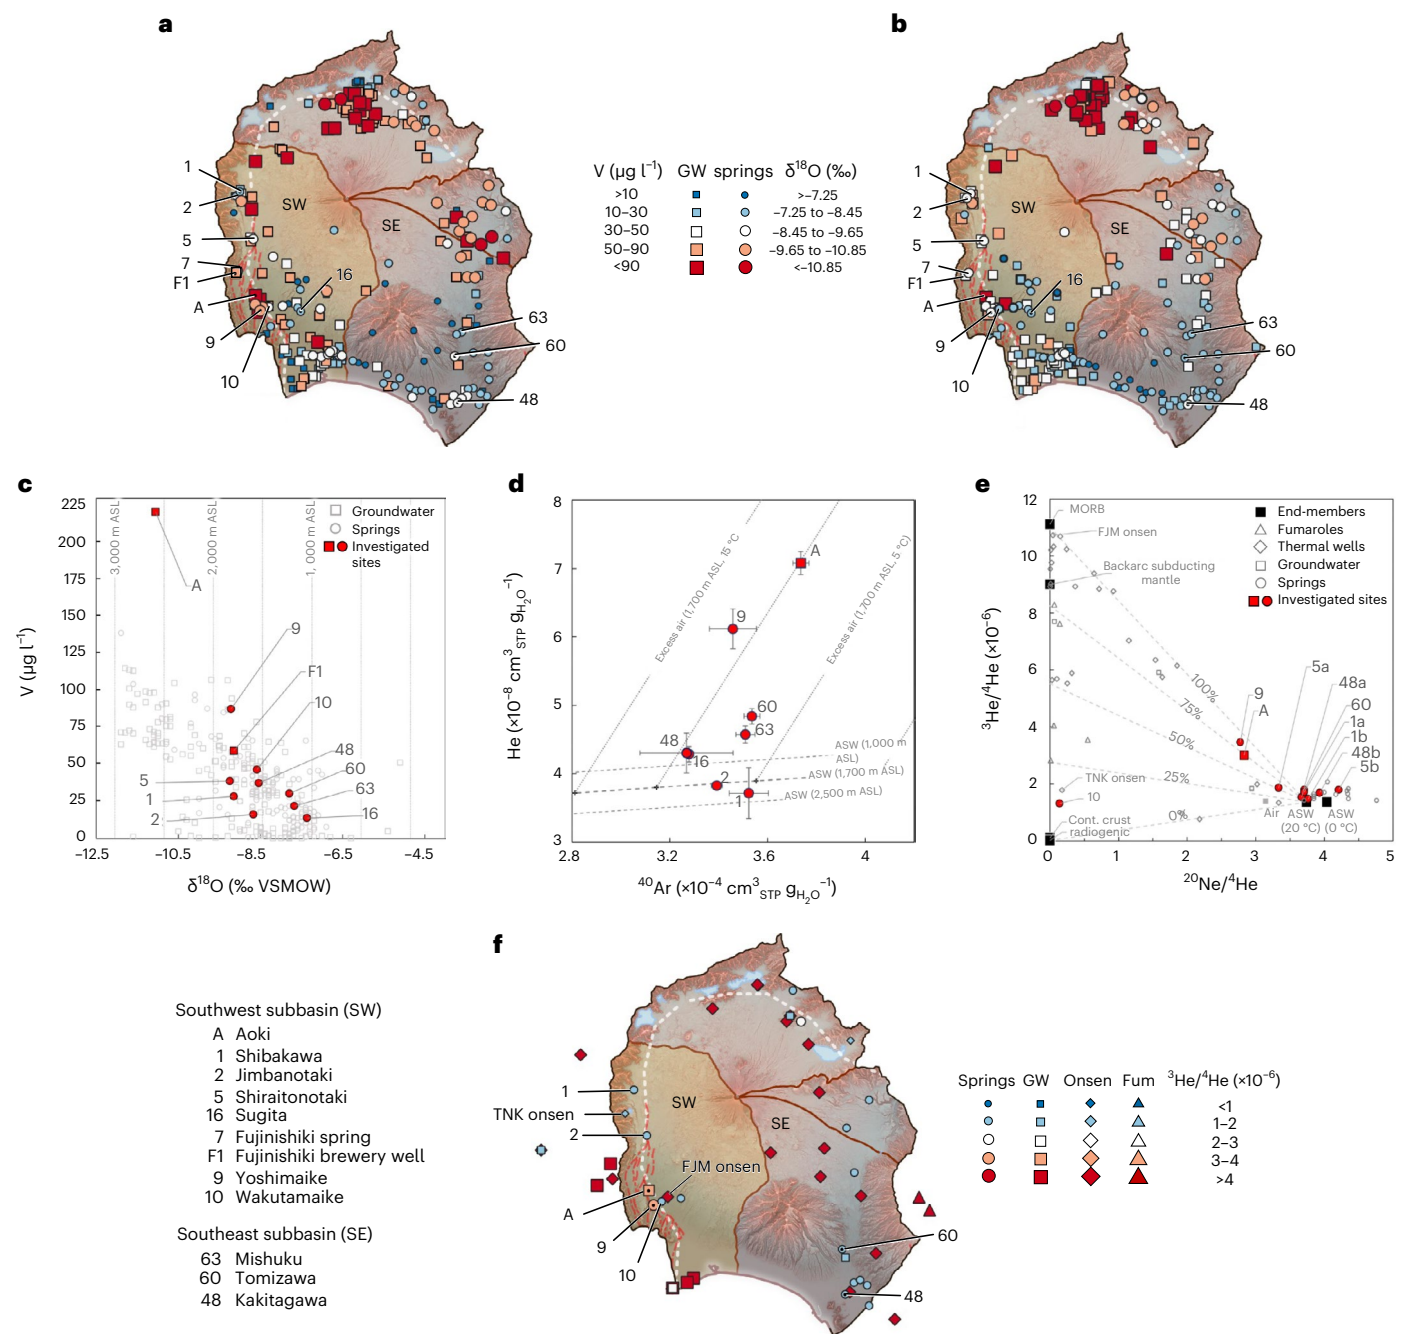 a
1
2
5
7
F1
A
9
10
SW
SE
16
63
60
48
V (µg l⁻¹) GW springs δ¹⁸O (‰)
>10 >−7.25
10–30 −7.25 to −8.45
30–50 −8.45 to −9.65
50–90 −9.65 to −10.85
<90 <−10.85
b
1
2
5
7
F1
A
9
10
SW
SE
16
63
60
48
c
V (µg l⁻¹)
225
200
175
150
125
100
75
50
25
0
3,000 m ASL
2,000 m ASL
1,000 m ASL
Groundwater
Springs
Investigated
sites
A
9
F1
10
48
60
63
16
5
1
2
−12.5 −10.5 −8.5 −6.5 −4.5
δ¹⁸O (‰ VSMOW)
d
He (×10⁻⁸ cm³STP gH₂O⁻¹)
8
7
6
5
4
3
Excess air (1,700 m ASL, 15 °C)
Excess air (1,700 m ASL, 5 °C)
A
9
60
63
48
16
2
1
ASW (1,000 m
ASL)
ASW (1,700 m ASL)
ASW (2,500 m ASL)
2.8 3.2 3.6 4
⁴⁰Ar (×10⁻⁴ cm³STP gH₂O⁻¹)
e
³He/⁴He (×10⁻⁶)
12
10
8
6
4
2
0
MORB
FJM onsen
Backarc subducting
mantle
End-members
Fumaroles
Thermal wells
Groundwater
Springs
Investigated sites
100%
75%
50%
25%
0%
9
A
5a
48a
60
1a
1b
48b
5b
TNK onsen
10
Cont. crust
radiogenic
Air
ASW
(20 °C)
ASW
(0 °C)
0 1 2 3 4 5
²⁰Ne/⁴He
f
1
TNK onsen
2
A
9
10
SW
SE
FJM onsen
60
48
Springs GW Onsen Fum ³He/⁴He (×10⁻⁶)
<1
1–2
2–3
3–4
>4
Southwest subbasin (SW)
A Aoki
1 Shibakawa
2 Jimbanotaki
5 Shiraitonotaki
16 Sugita
7 Fujinishiki spring
F1 Fujinishiki brewery well
9 Yoshimaike
10 Wakutamaike
Southeast subbasin (SE)
63 Mishuku
60 Tomizawa
48 Kakitagawa